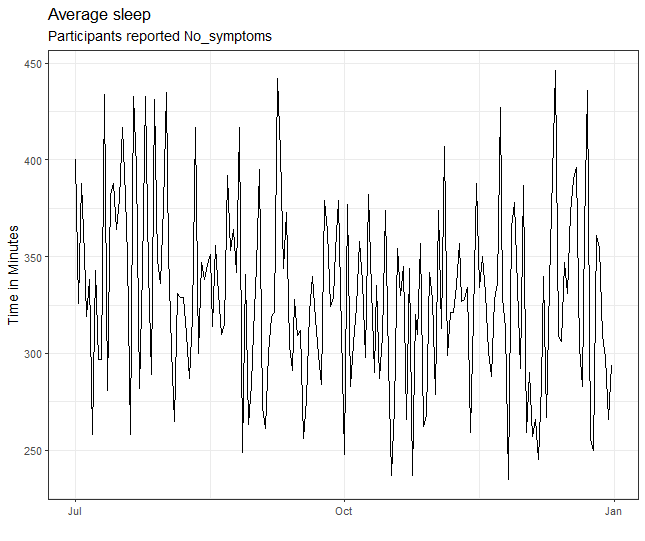 Average sleep
Participants reported No_symptoms
450
400
350
300
250
Time in Minutes
Jul
Oct
Jan